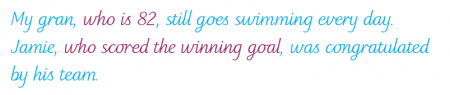 My gran, who is 82, still goes swimming every day.
Jamie, who scored the winning goal, was congratulated
by his team.